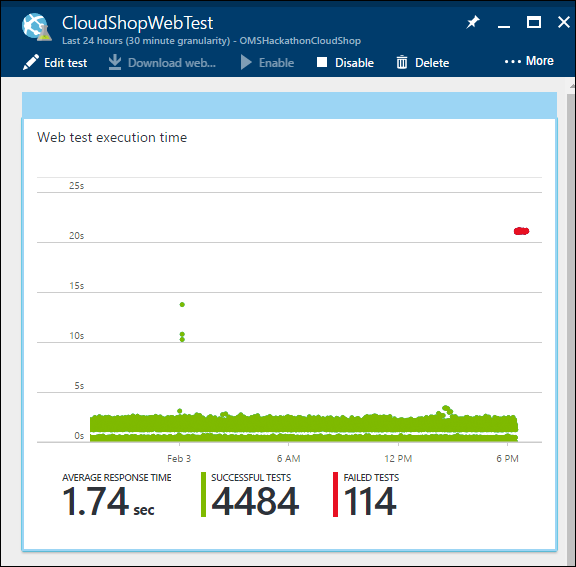 CloudShopWebTest
Last 24 hours (30 minute granularity) - OMSHackathonCloudShop
Edit test Download web... Enable Disable Delete ... More
Web test execution time
25s
20s
15s
10s
5s
0s
Feb 3 6 AM 12 PM 6 PM
AVERAGE RESPONSE TIME SUCCESSFUL TESTS FAILED TESTS
1.74 sec 4484 114